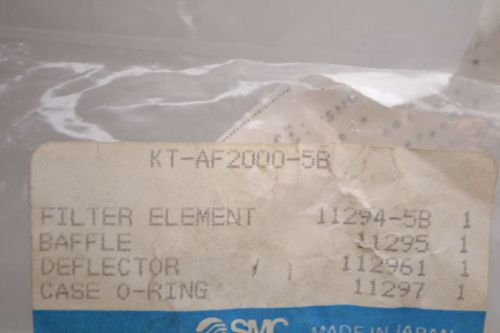 KT-AF2000-5B
FILTER ELEMENT 11294-5B 1
BAFFLE 11295 1
DEFLECTOR 112961 1
CASE O-RING 11297 1
SMC MADE IN JAPAN